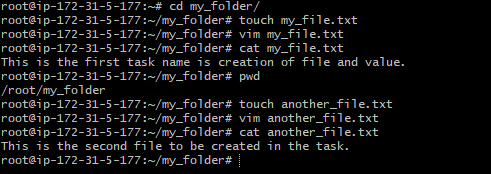 root@ip-172-31-5-177:~# cd my_folder/
root@ip-172-31-5-177:~/my_folder# touch my_file.txt
root@ip-172-31-5-177:~/my_folder# vim my_file.txt
root@ip-172-31-5-177:~/my_folder# cat my_file.txt
This is the first task name is creation of file and value.
root@ip-172-31-5-177:~/my_folder# pwd
/root/my_folder
root@ip-172-31-5-177:~/my_folder# touch another_file.txt
root@ip-172-31-5-177:~/my_folder# vim another_file.txt
root@ip-172-31-5-177:~/my_folder# cat another_file.txt
This is the second file to be created in the task.
root@ip-172-31-5-177:~/my_folder#